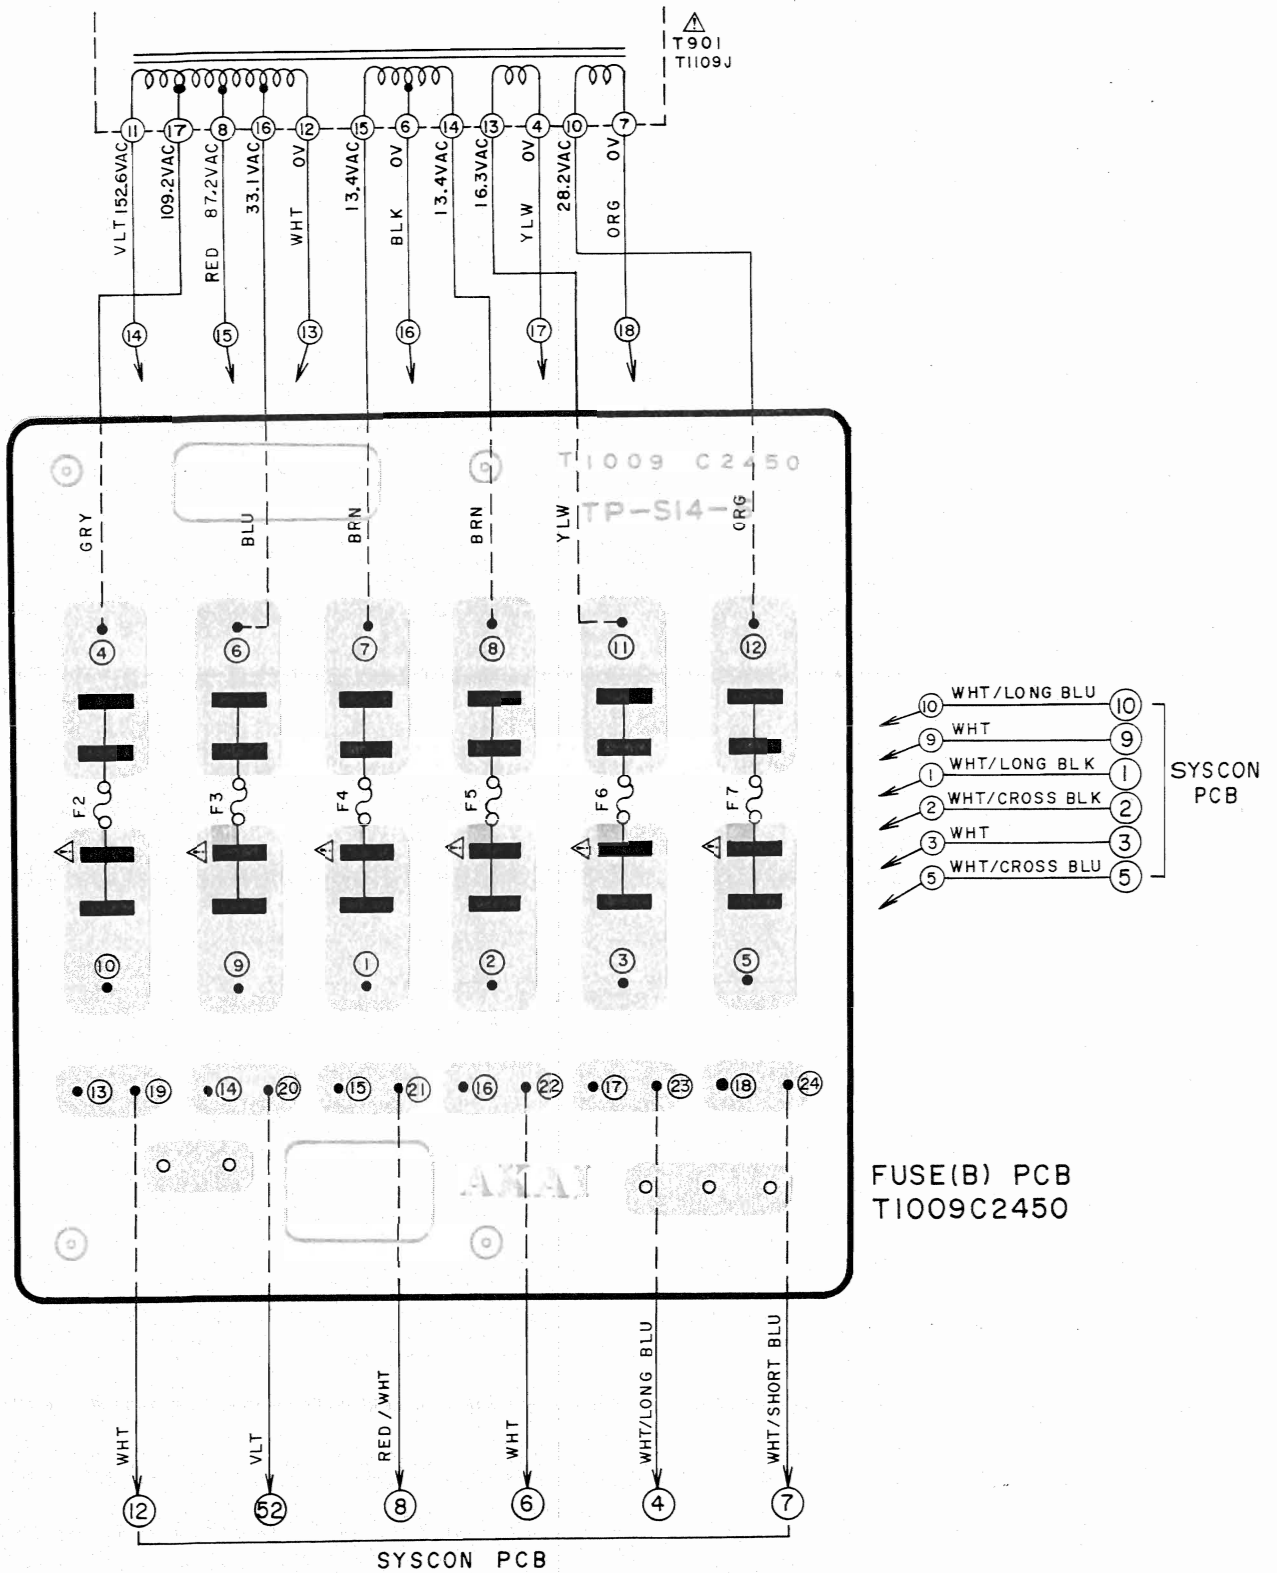 T901
T1109J
11 17 8 16 12 15 6 14 13 4 10 7
VLT 152.6VAC
109.2VAC
RED 87.2VAC
33.1VAC
WHT 0V
13.4VAC
BLK 0V
13.4VAC
16.3VAC
YLW 0V
28.2VAC
ORG 0V
14 15 13 16 17 18
T1009 C2450
TP-S14-S
GRY
BLU
BRN
BRN
YLW
ORG
4 6 7 8 11 12
F2 F3 F4 F5 F6 F7
10 9 1 2 3 5
10 WHT/LONG BLU 10
9 WHT 9
1 WHT/LONG BLK 1
2 WHT/CROSS BLK 2
3 WHT 3
5 WHT/CROSS BLU 5
SYSCON
PCB
13 19 14 20 15 21 16 22 17 23 18 24
AKAI
FUSE(B) PCB
T1009C2450
WHT
VLT
RED/WHT
WHT
WHT/LONG BLU
WHT/SHORT BLU
12 52 8 6 4 7
SYSCON PCB